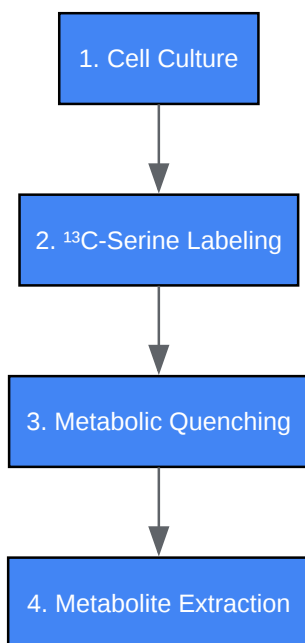 1. Cell Culture
2. ¹³C-Serine Labeling
3. Metabolic Quenching
4. Metabolite Extraction